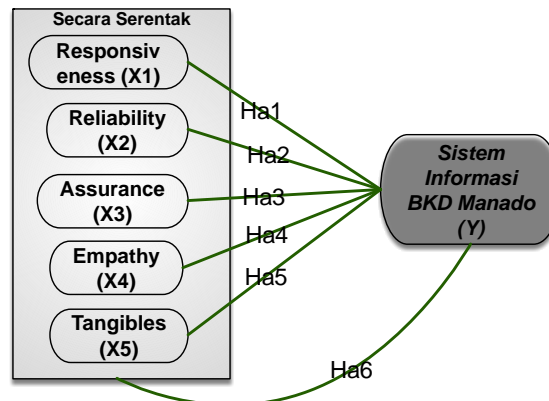 Secara Serentak
Responsiv
eness (X1)
Reliability
(X2)
Assurance
(X3)
Empathy
(X4)
Tangibles
(X5)
Ha1
Ha2
Ha3
Ha4
Ha5
Ha6
Sistem
Informasi
BKD Manado
(Y)